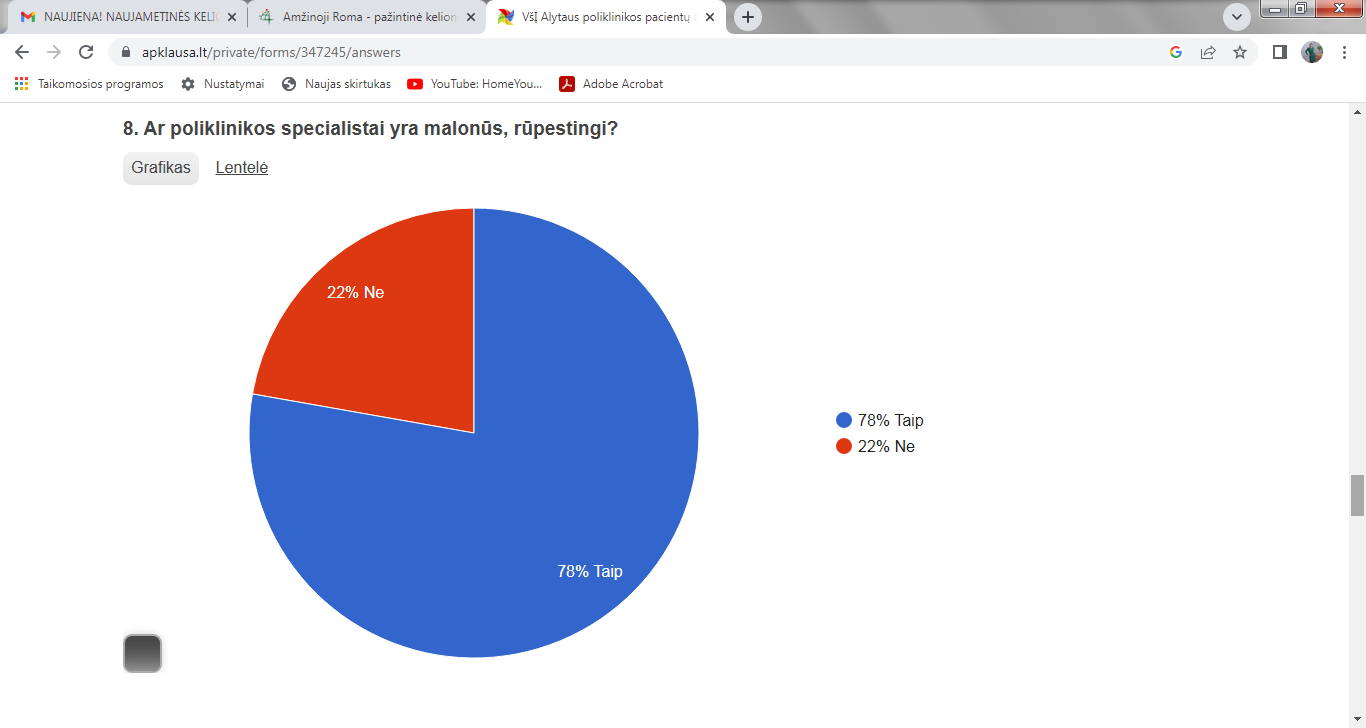 NAUJIENA! NAUJAMETINĖS KELI
Amžinoji Roma - pažintinė kelion
VšĮ Alytaus poliklinikos pacientų
apklausa.lt/private/forms/347245/answers
Taikomosios programos
Nustatymai
Naujas skirtukas
YouTube: HomeYou...
Adobe Acrobat
8. Ar poliklinikos specialistai yra malonūs, rūpestingi?
Grafikas Lentelė
22% Ne
78% Taip
78% Taip
22% Ne